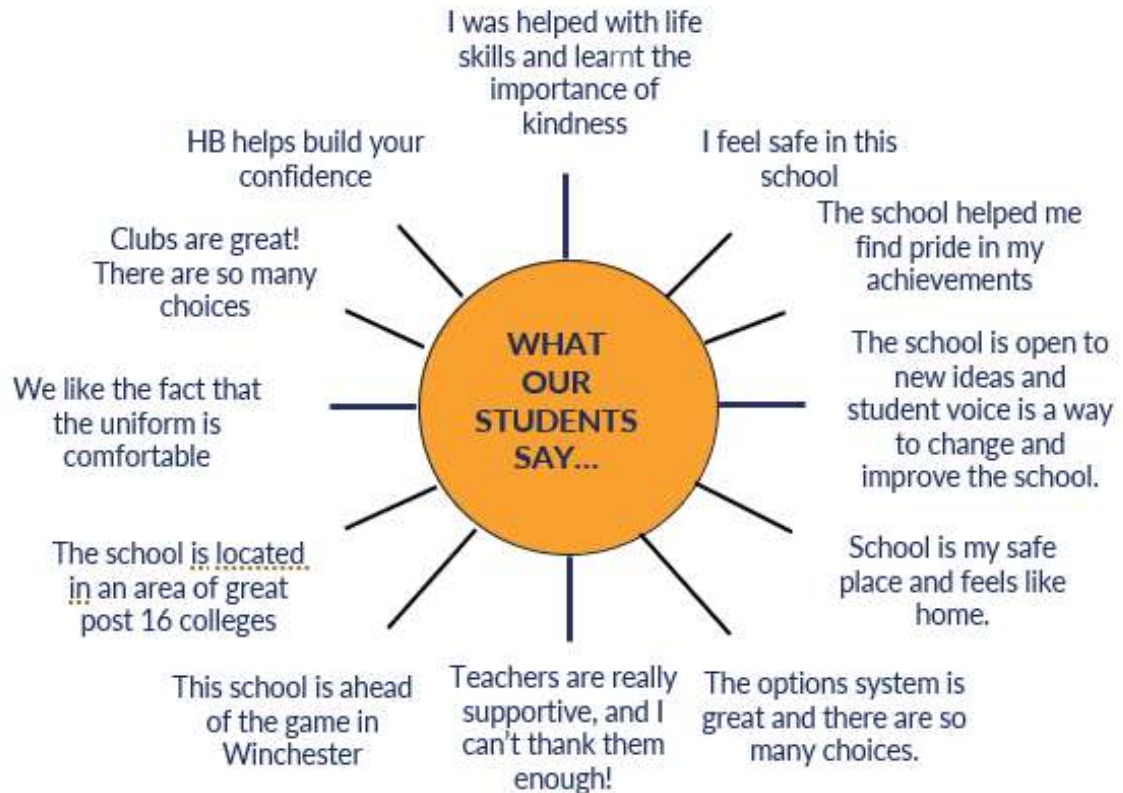 I was helped with life
skills and learnt the
importance of
kindness
I feel safe in this
school
The school helped me
find pride in my
achievements
The school is open to
new ideas and
student voice is a way
to change and
improve the school.
School is my safe
place and feels like
home.
The options system is
great and there are so
many choices.
Teachers are really
supportive, and I
can't thank them
enough!
This school is ahead
of the game in
Winchester
The school is located
in an area of great
post 16 colleges
We like the fact that
the uniform is
comfortable
Clubs are great!
There are so many
choices
HB helps build your
confidence
WHAT
OUR
STUDENTS
SAY...